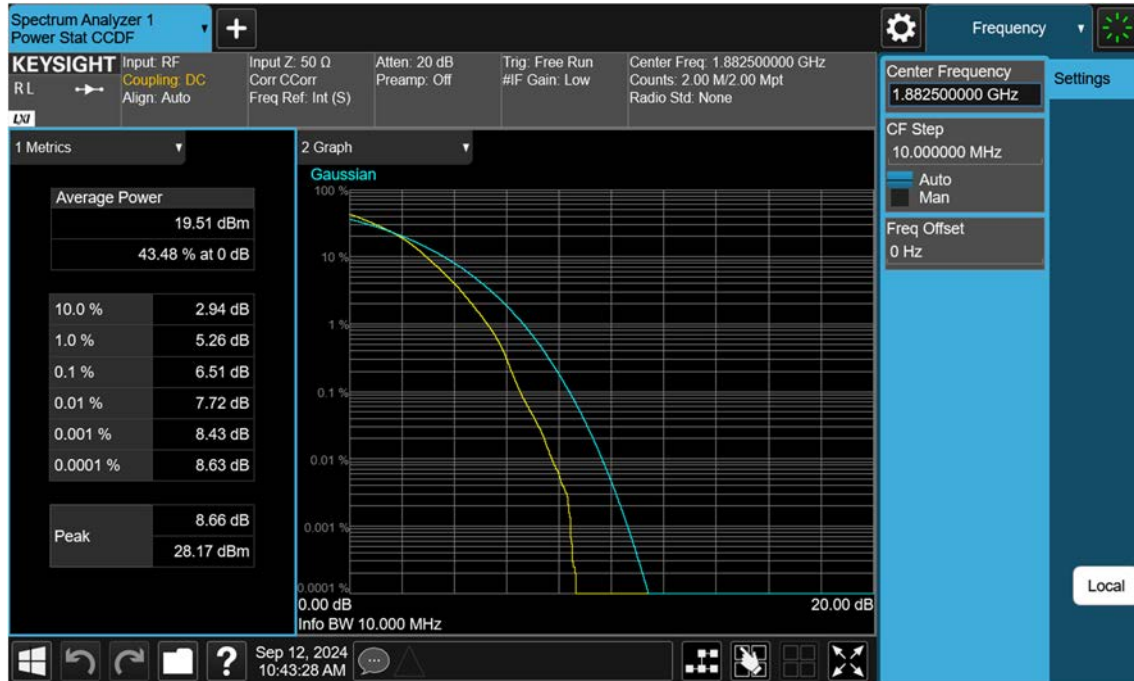 Spectrum Analyzer 1
Power Stat CCDF
+
Frequency
KEYSIGHT
R L
LXI
Input: RF
Coupling: DC
Align: Auto
Input Z: 50 Ω
Corr CCorr
Freq Ref: Int (S)
Atten: 20 dB
Preamp: Off
Trig: Free Run
#IF Gain: Low
Center Freq: 1.882500000 GHz
Counts: 2.00 M/2.00 Mpt
Radio Std: None
Center Frequency
1.882500000 GHz
Settings
CF Step
10.000000 MHz
Auto
Man
Freq Offset
0 Hz
1 Metrics
Average Power
19.51 dBm
43.48 % at 0 dB
10.0 % 2.94 dB
1.0 % 5.26 dB
0.1 % 6.51 dB
0.01 % 7.72 dB
0.001 % 8.43 dB
0.0001 % 8.63 dB
Peak
8.66 dB
28.17 dBm
2 Graph
Gaussian
100 %
10 %
1 %
0.1 %
0.01 %
0.001 %
0.0001 %
0.00 dB 20.00 dB
Info BW 10.000 MHz
Local
?
Sep 12, 2024
10:43:28 AM